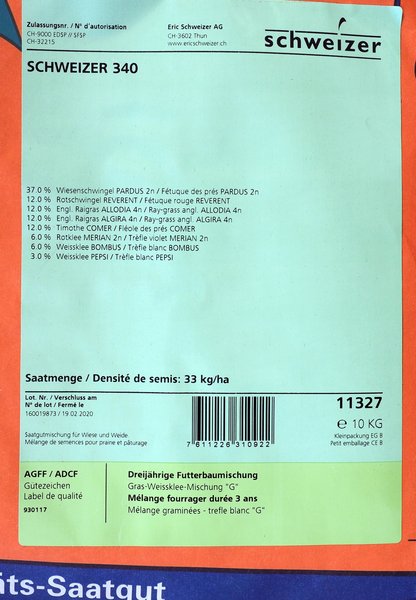 Zulassungsnr. / N° d'autorisation
CH-9000 EDSP // SFSP
CH-32215
Eric Schweizer AG
CH-3602 Thun
www.ericschweizer.ch
schweizer
SCHWEIZER 340
37.0 % Wiesenschwingel PARDUS 2n / Fétuque des prés PARDUS 2n
12.0 % Rotschwingel REVERENT / Fétuque rouge REVERENT
12.0 % Engl. Raigras ALLODIA 4n / Ray-grass angl. ALLODIA 4n
12.0 % Engl. Raigras ALGIRA 4n / Ray-grass angl. ALGIRA 4n
12.0 % Timothe COMER / Fléole des prés COMER
6.0 % Rotklee MERIAN 2n / Trèfle violet MERIAN 2n
6.0 % Weissklee BOMBUS / Trèfle blanc BOMBUS
3.0 % Weissklee PEPSI / Trèfle blanc PEPSI
Saatmenge / Densité de semis: 33 kg/ha
Lot. Nr. / Verschluss am
N° de lot / Fermé le
160019873 / 19.02.2020
Saatgutmischung für Wiese und Weide.
Mélange de semences pour prairie et pâturage
7 611226 310922
11327
℮ 10 KG
Kleinpackung EG B
Petit emballage CE B
AGFF / ADCF
Gütezeichen
Label de qualité
930117
Dreijährige Futterbaumischung
Gras-Weissklee-Mischung "G"
Mélange fourrager durée 3 ans
Mélange graminées - trefle blanc "G"
äts-Saatgut